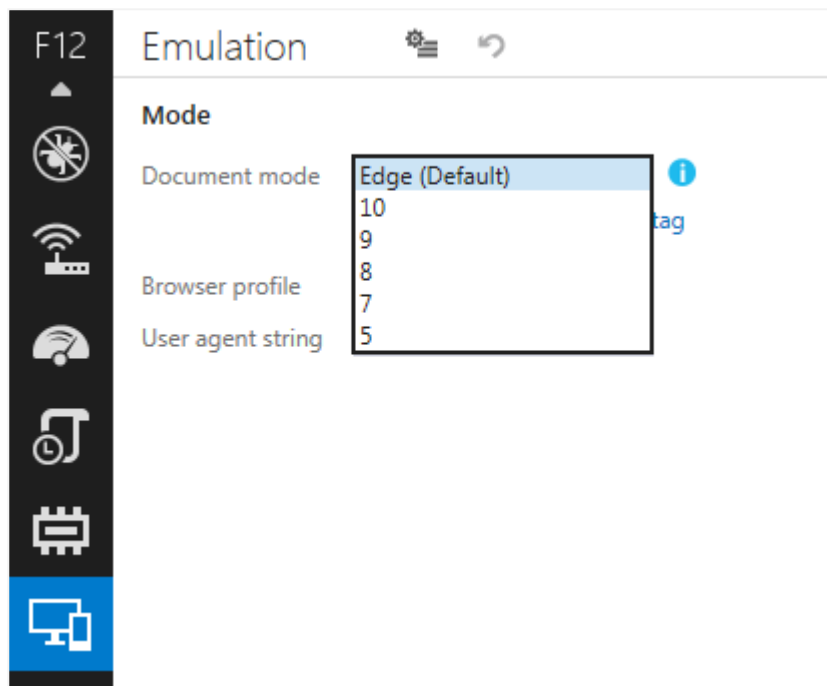 F12 Emulation
Mode
Document mode Edge (Default)
10
tag
9
8
Browser profile
7
User agent string 5